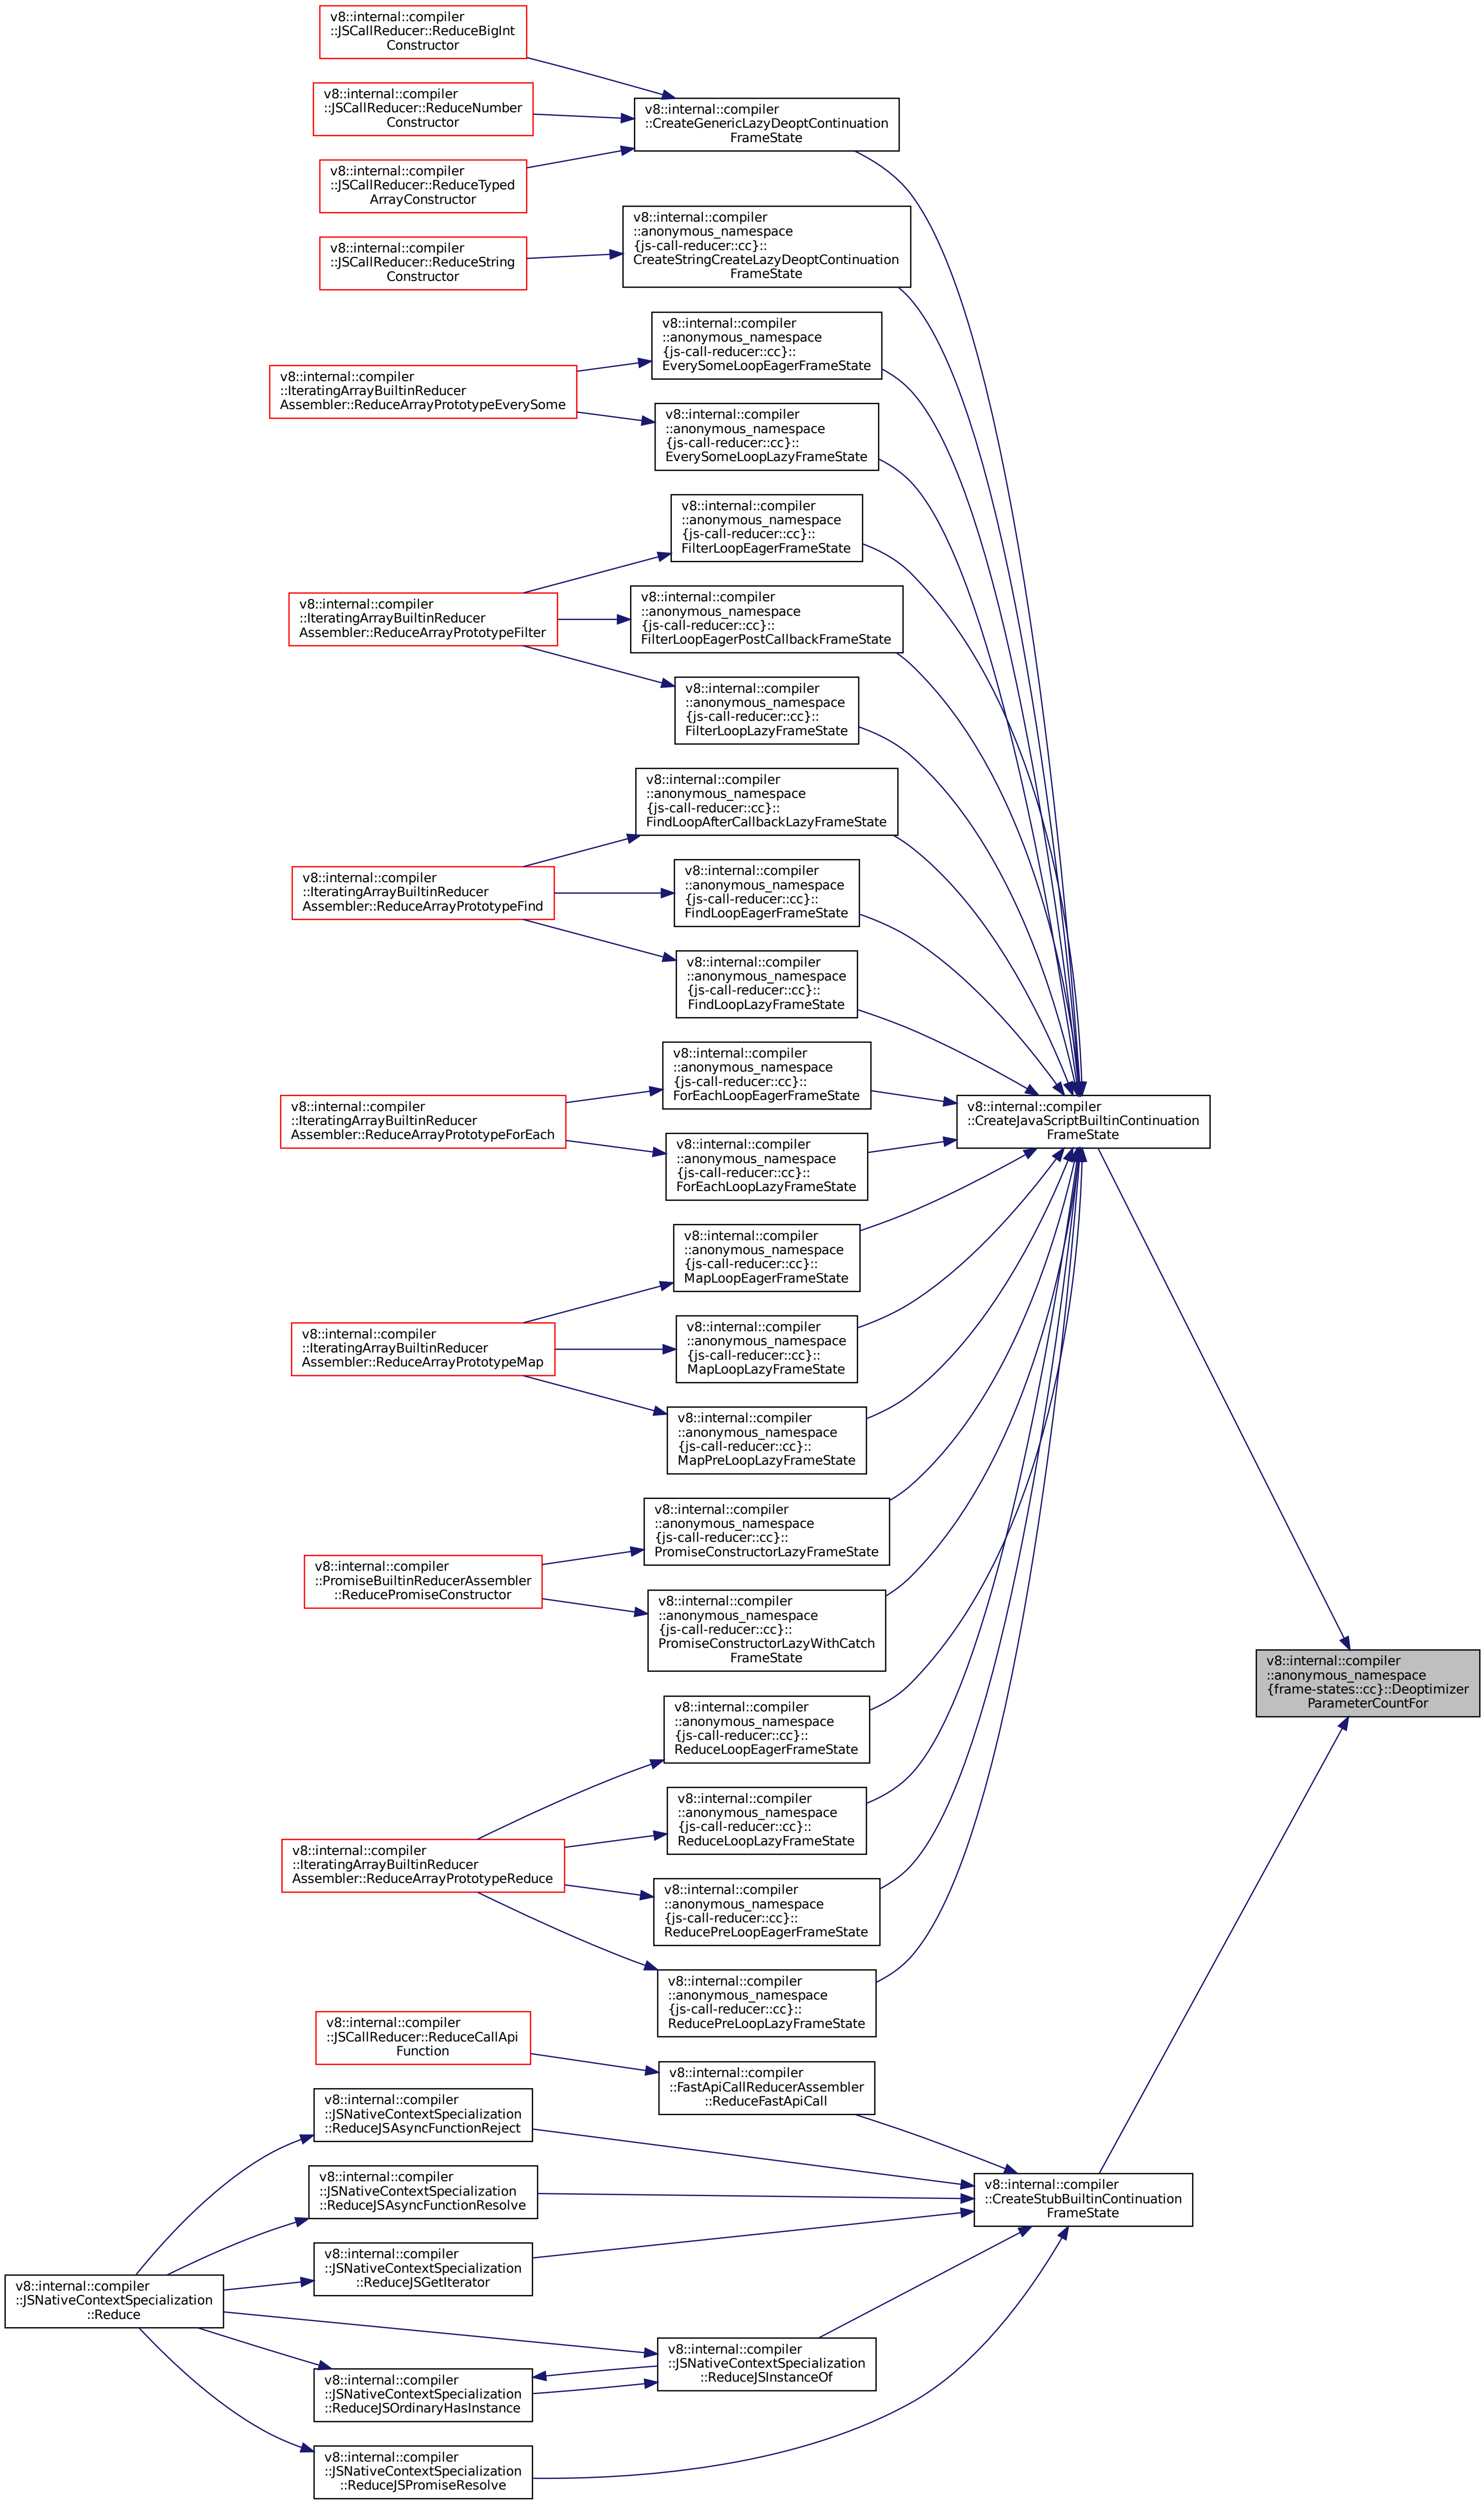 v8::internal::compiler
::JSCallReducer::ReduceBigInt
Constructor
v8::internal::compiler
::JSCallReducer::ReduceNumber
Constructor
v8::internal::compiler
::CreateGenericLazyDeoptContinuation
FrameState
v8::internal::compiler
::JSCallReducer::ReduceTyped
ArrayConstructor
v8::internal::compiler
::anonymous_namespace
{js-call-reducer::cc}::
CreateStringCreateLazyDeoptContinuation
FrameState
v8::internal::compiler
::JSCallReducer::ReduceString
Constructor
v8::internal::compiler
::anonymous_namespace
{js-call-reducer::cc}::
EverySomeLoopEagerFrameState
v8::internal::compiler
::IteratingArrayBuiltinReducer
Assembler::ReduceArrayPrototypeEverySome
v8::internal::compiler
::anonymous_namespace
{js-call-reducer::cc}::
EverySomeLoopLazyFrameState
v8::internal::compiler
::anonymous_namespace
{js-call-reducer::cc}::
FilterLoopEagerFrameState
v8::internal::compiler
::IteratingArrayBuiltinReducer
Assembler::ReduceArrayPrototypeFilter
v8::internal::compiler
::anonymous_namespace
{js-call-reducer::cc}::
FilterLoopEagerPostCallbackFrameState
v8::internal::compiler
::anonymous_namespace
{js-call-reducer::cc}::
FilterLoopLazyFrameState
v8::internal::compiler
::anonymous_namespace
{js-call-reducer::cc}::
FindLoopAfterCallbackLazyFrameState
v8::internal::compiler
::IteratingArrayBuiltinReducer
Assembler::ReduceArrayPrototypeFind
v8::internal::compiler
::anonymous_namespace
{js-call-reducer::cc}::
FindLoopEagerFrameState
v8::internal::compiler
::anonymous_namespace
{js-call-reducer::cc}::
FindLoopLazyFrameState
v8::internal::compiler
::anonymous_namespace
{js-call-reducer::cc}::
ForEachLoopEagerFrameState
v8::internal::compiler
::IteratingArrayBuiltinReducer
Assembler::ReduceArrayPrototypeForEach
v8::internal::compiler
::CreateJavaScriptBuiltinContinuation
FrameState
v8::internal::compiler
::anonymous_namespace
{js-call-reducer::cc}::
ForEachLoopLazyFrameState
v8::internal::compiler
::anonymous_namespace
{js-call-reducer::cc}::
MapLoopEagerFrameState
v8::internal::compiler
::IteratingArrayBuiltinReducer
Assembler::ReduceArrayPrototypeMap
v8::internal::compiler
::anonymous_namespace
{js-call-reducer::cc}::
MapLoopLazyFrameState
v8::internal::compiler
::anonymous_namespace
{js-call-reducer::cc}::
MapPreLoopLazyFrameState
v8::internal::compiler
::anonymous_namespace
{js-call-reducer::cc}::
PromiseConstructorLazyFrameState
v8::internal::compiler
::PromiseBuiltinReducerAssembler
::ReducePromiseConstructor
v8::internal::compiler
::anonymous_namespace
{js-call-reducer::cc}::
PromiseConstructorLazyWithCatch
FrameState
v8::internal::compiler
::anonymous_namespace
{frame-states::cc}::Deoptimizer
ParameterCountFor
v8::internal::compiler
::anonymous_namespace
{js-call-reducer::cc}::
ReduceLoopEagerFrameState
v8::internal::compiler
::anonymous_namespace
{js-call-reducer::cc}::
ReduceLoopLazyFrameState
v8::internal::compiler
::IteratingArrayBuiltinReducer
Assembler::ReduceArrayPrototypeReduce
v8::internal::compiler
::anonymous_namespace
{js-call-reducer::cc}::
ReducePreLoopEagerFrameState
v8::internal::compiler
::anonymous_namespace
{js-call-reducer::cc}::
ReducePreLoopLazyFrameState
v8::internal::compiler
::JSCallReducer::ReduceCallApi
Function
v8::internal::compiler
::FastApiCallReducerAssembler
::ReduceFastApiCall
v8::internal::compiler
::JSNativeContextSpecialization
::ReduceJSAsyncFunctionReject
v8::internal::compiler
::JSNativeContextSpecialization
::ReduceJSAsyncFunctionResolve
v8::internal::compiler
::CreateStubBuiltinContinuation
FrameState
v8::internal::compiler
::JSNativeContextSpecialization
::ReduceJSGetIterator
v8::internal::compiler
::JSNativeContextSpecialization
::Reduce
v8::internal::compiler
::JSNativeContextSpecialization
::ReduceJSInstanceOf
v8::internal::compiler
::JSNativeContextSpecialization
::ReduceJSOrdinaryHasInstance
v8::internal::compiler
::JSNativeContextSpecialization
::ReduceJSPromiseResolve